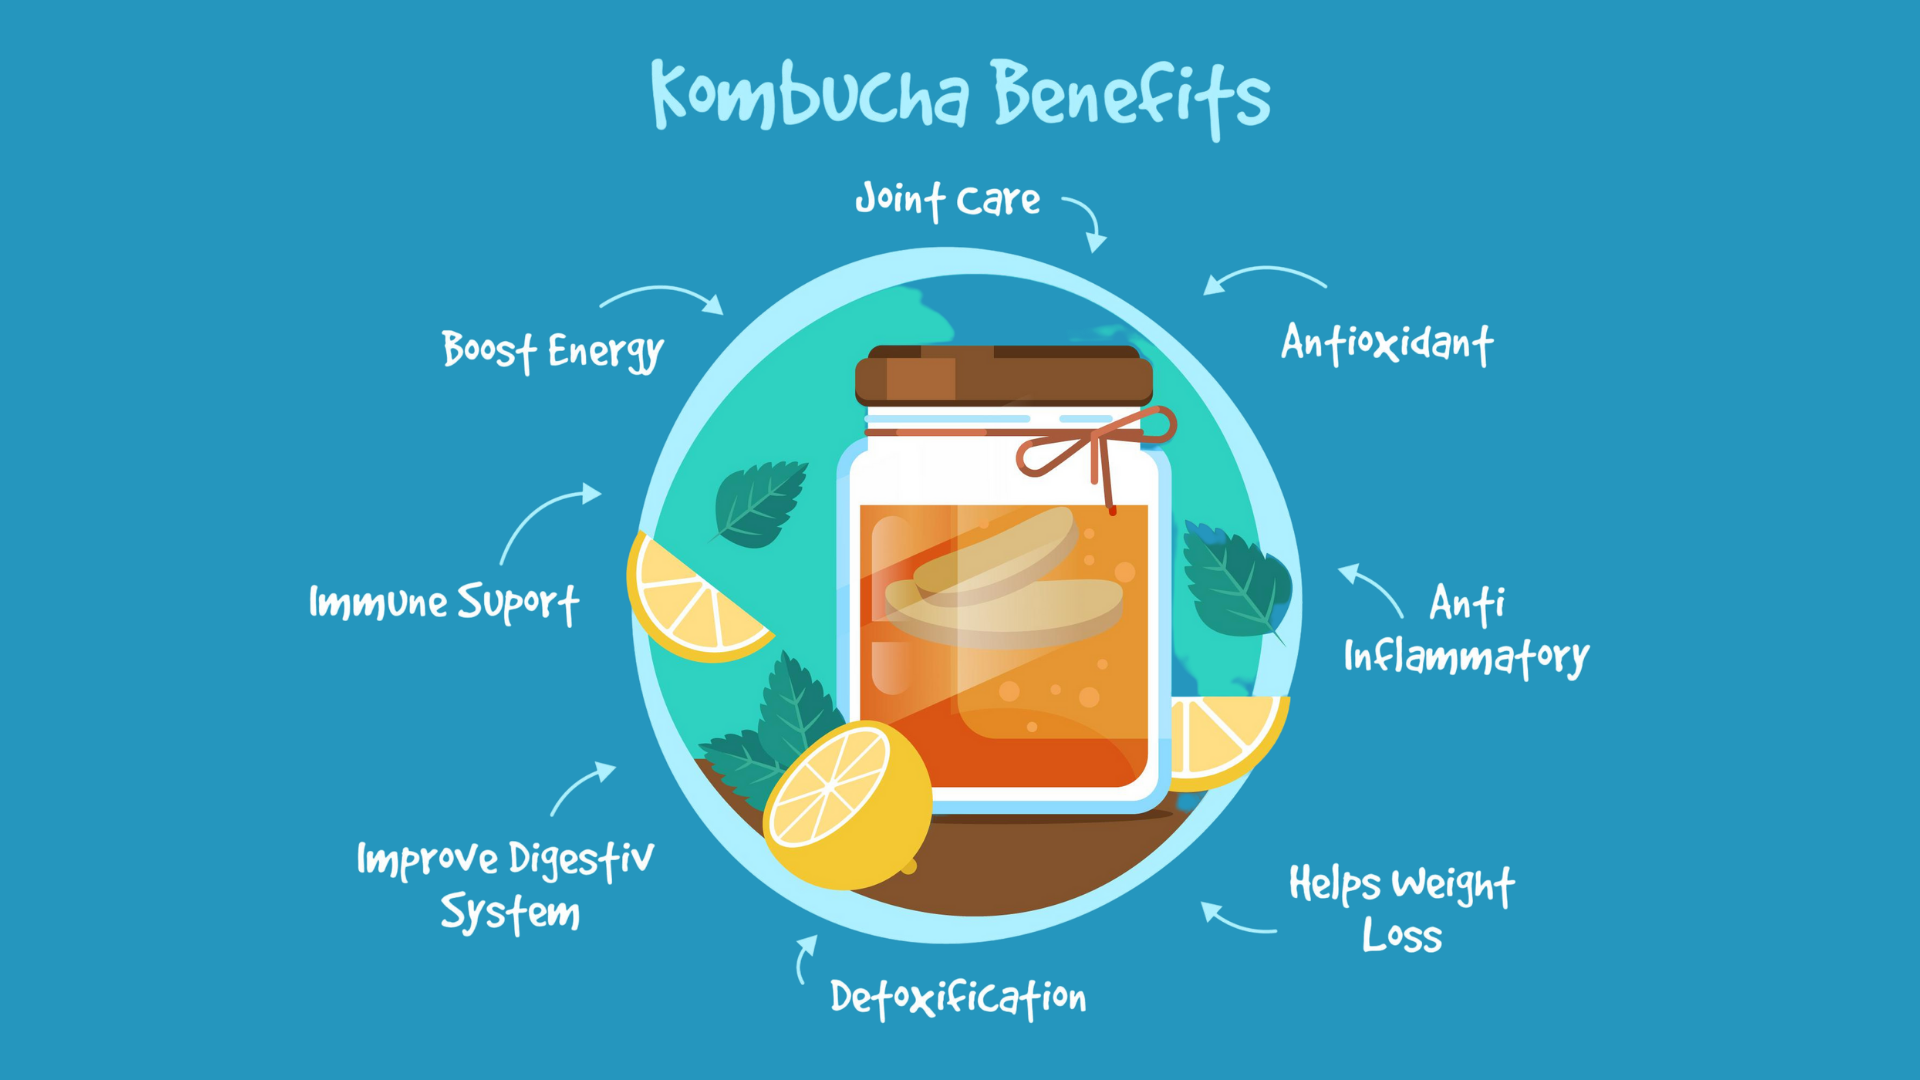 Kombucha Benefits
Joint Care
Boost Energy
Antioxidant
Immune Suport
Anti
Inflammatory
Improve Digestiv
System
Helps Weight
Loss
Detoxification